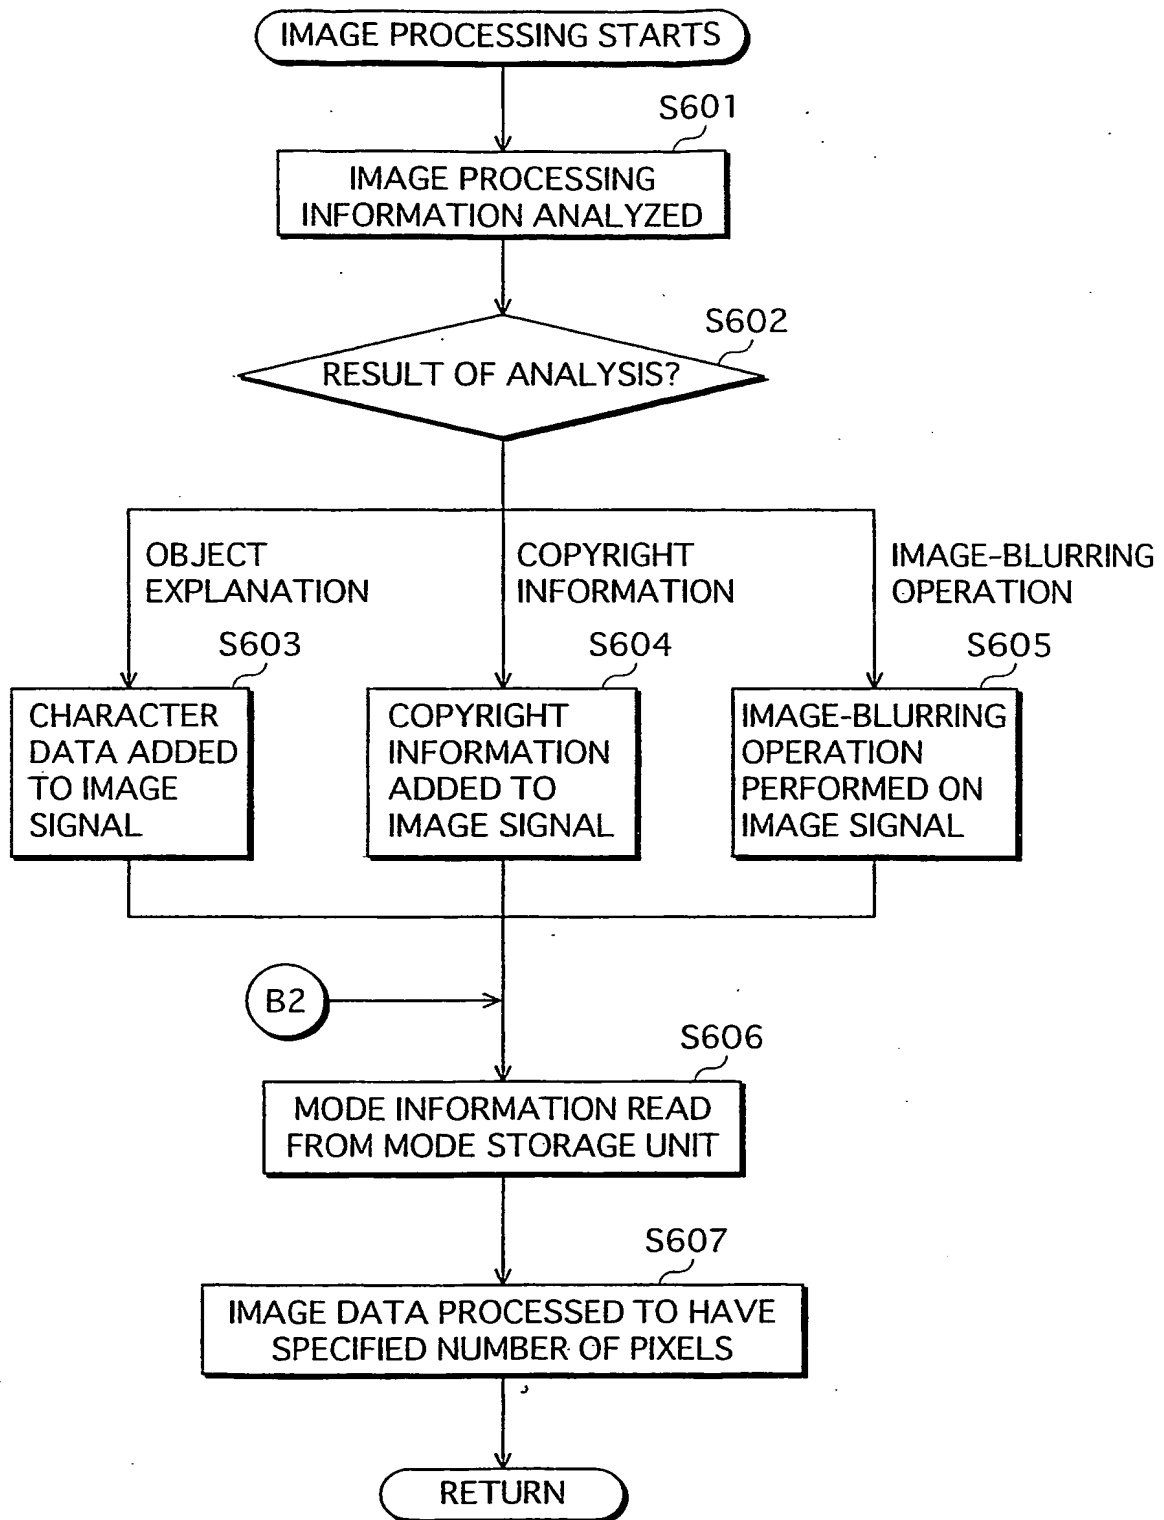 IMAGE PROCESSING STARTS
S601
IMAGE PROCESSING
INFORMATION ANALYZED
S602
RESULT OF ANALYSIS?
OBJECT
EXPLANATION
COPYRIGHT
INFORMATION
IMAGE-BLURRING
OPERATION
S603
CHARACTER
DATA ADDED
TO IMAGE
SIGNAL
S604
COPYRIGHT
INFORMATION
ADDED TO
IMAGE SIGNAL
S605
IMAGE-BLURRING
OPERATION
PERFORMED ON
IMAGE SIGNAL
B2
S606
MODE INFORMATION READ
FROM MODE STORAGE UNIT
S607
IMAGE DATA PROCESSED TO HAVE
SPECIFIED NUMBER OF PIXELS
RETURN